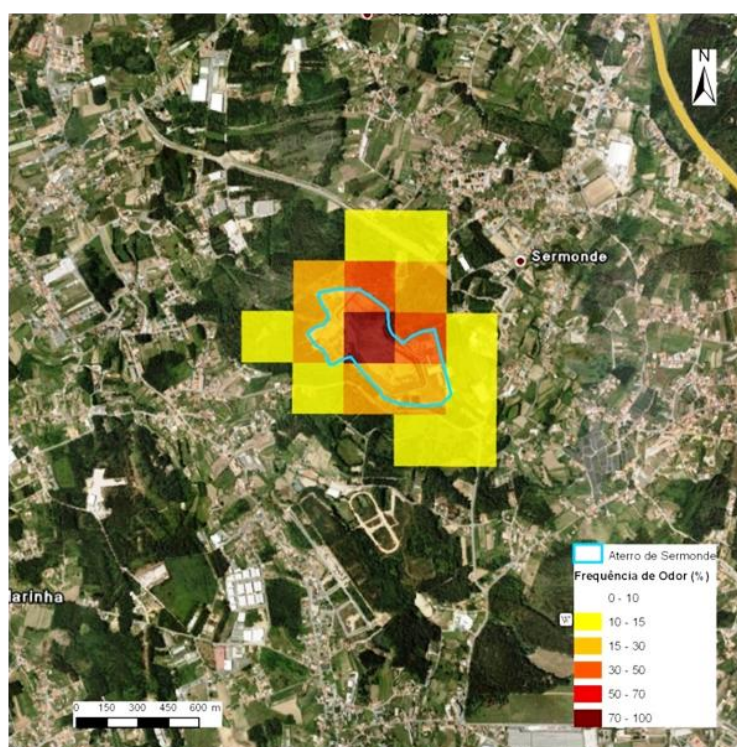 N
Sermonde
Aterro de Sermonde
Frequência de Odor (%)
0 - 10
10 - 15
15 - 30
30 - 50
50 - 70
70 - 100
larinha
0 150 300 450 600 m